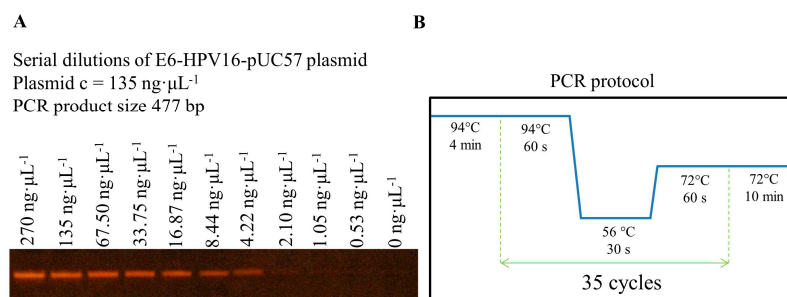 A
Serial dilutions of E6-HPV16-pUC57 plasmid
Plasmid c = 135 ng·µL⁻¹
PCR product size 477 bp
270 ng·µL⁻¹
135 ng·µL⁻¹
67.50 ng·µL⁻¹
33.75 ng·µL⁻¹
16.87 ng·µL⁻¹
8.44 ng·µL⁻¹
4.22 ng·µL⁻¹
2.10 ng·µL⁻¹
1.05 ng·µL⁻¹
0.53 ng·µL⁻¹
0 ng·µL⁻¹
B
PCR protocol
94°C
4 min
94°C
60 s
56 °C
30 s
72°C
60 s
72°C
10 min
35 cycles